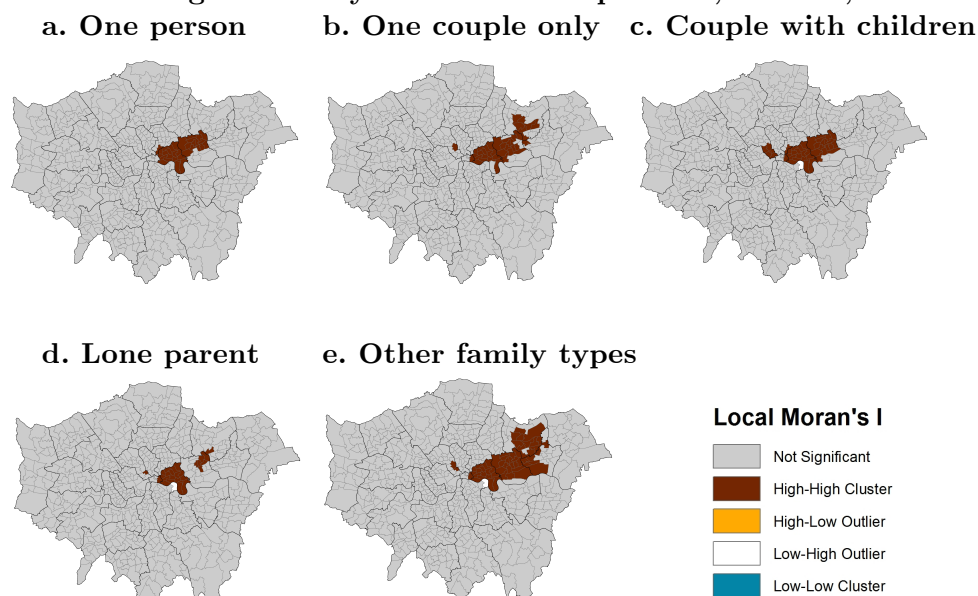 a. One person
b. One couple only
c. Couple with children
d. Lone parent
e. Other family types
Local Moran's I
Not Significant
High-High Cluster
High-Low Outlier
Low-High Outlier
Low-Low Cluster